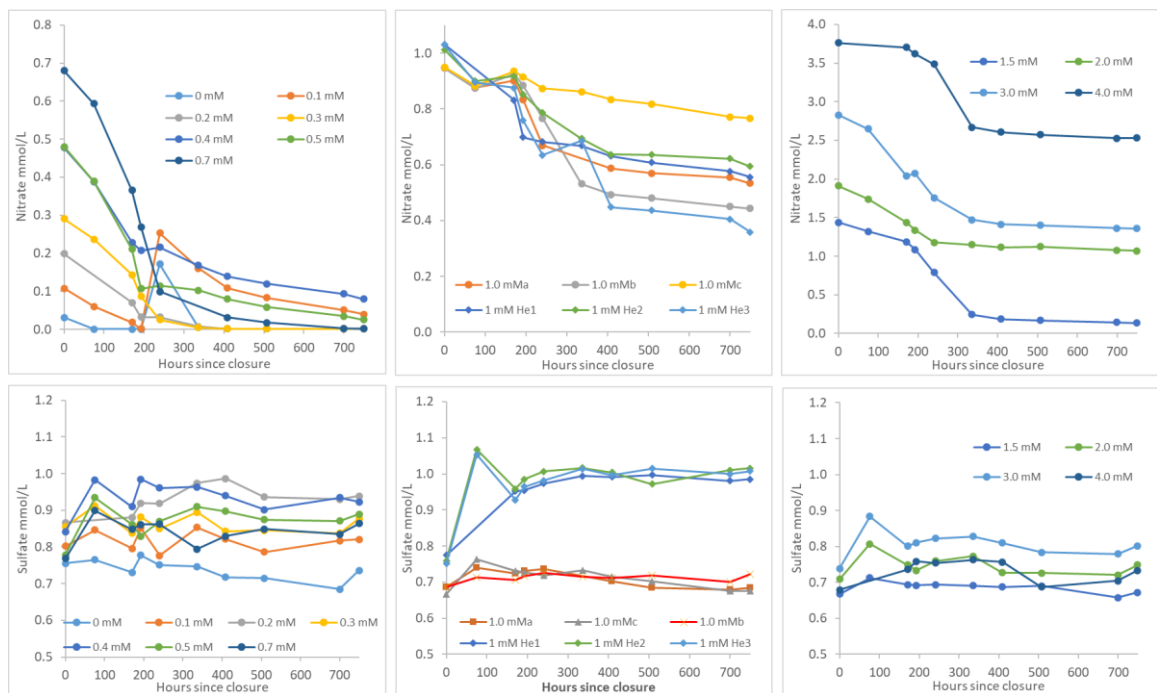 0.8
0.7
0.6
0.5
0.4
0.3
0.2
0.1
0.0
Nitrate mmol/L
0 mM 0.1 mM
0.2 mM 0.3 mM
0.4 mM 0.5 mM
0.7 mM
0 100 200 300 400 500 600 700
Hours since closure
1.0
0.8
0.6
0.4
0.2
0.0
Nitrate mmol/L
1.0 mMa 1.0 mMb 1.0 mMc
1 mM He1 1 mM He2 1 mM He3
0 100 200 300 400 500 600 700
Hours since closure
4.0
3.5
3.0
2.5
2.0
1.5
1.0
0.5
0.0
Nitrate mmol/L
1.5 mM 2.0 mM
3.0 mM 4.0 mM
0 100 200 300 400 500 600 700
Hours since closure
1.2
1.1
1.0
0.9
0.8
0.7
0.6
0.5
Sulfate mmol/L
0 mM 0.1 mM 0.2 mM 0.3 mM
0.4 mM 0.5 mM 0.7 mM
0 100 200 300 400 500 600 700
Hours since closure
1.2
1.1
1.0
0.9
0.8
0.7
0.6
0.5
Sulfate mmol/L
1.0 mMa 1.0 mMc 1.0 mMb
1 mM He1 1 mM He2 1 mM He3
0 100 200 300 400 500 600 700
Hours since closure
1.2
1.1
1.0
0.9
0.8
0.7
0.6
0.5
Sulfate mmol/L
1.5 mM 2.0 mM
3.0 mM 4.0 mM
0 100 200 300 400 500 600 700
Hours since closure